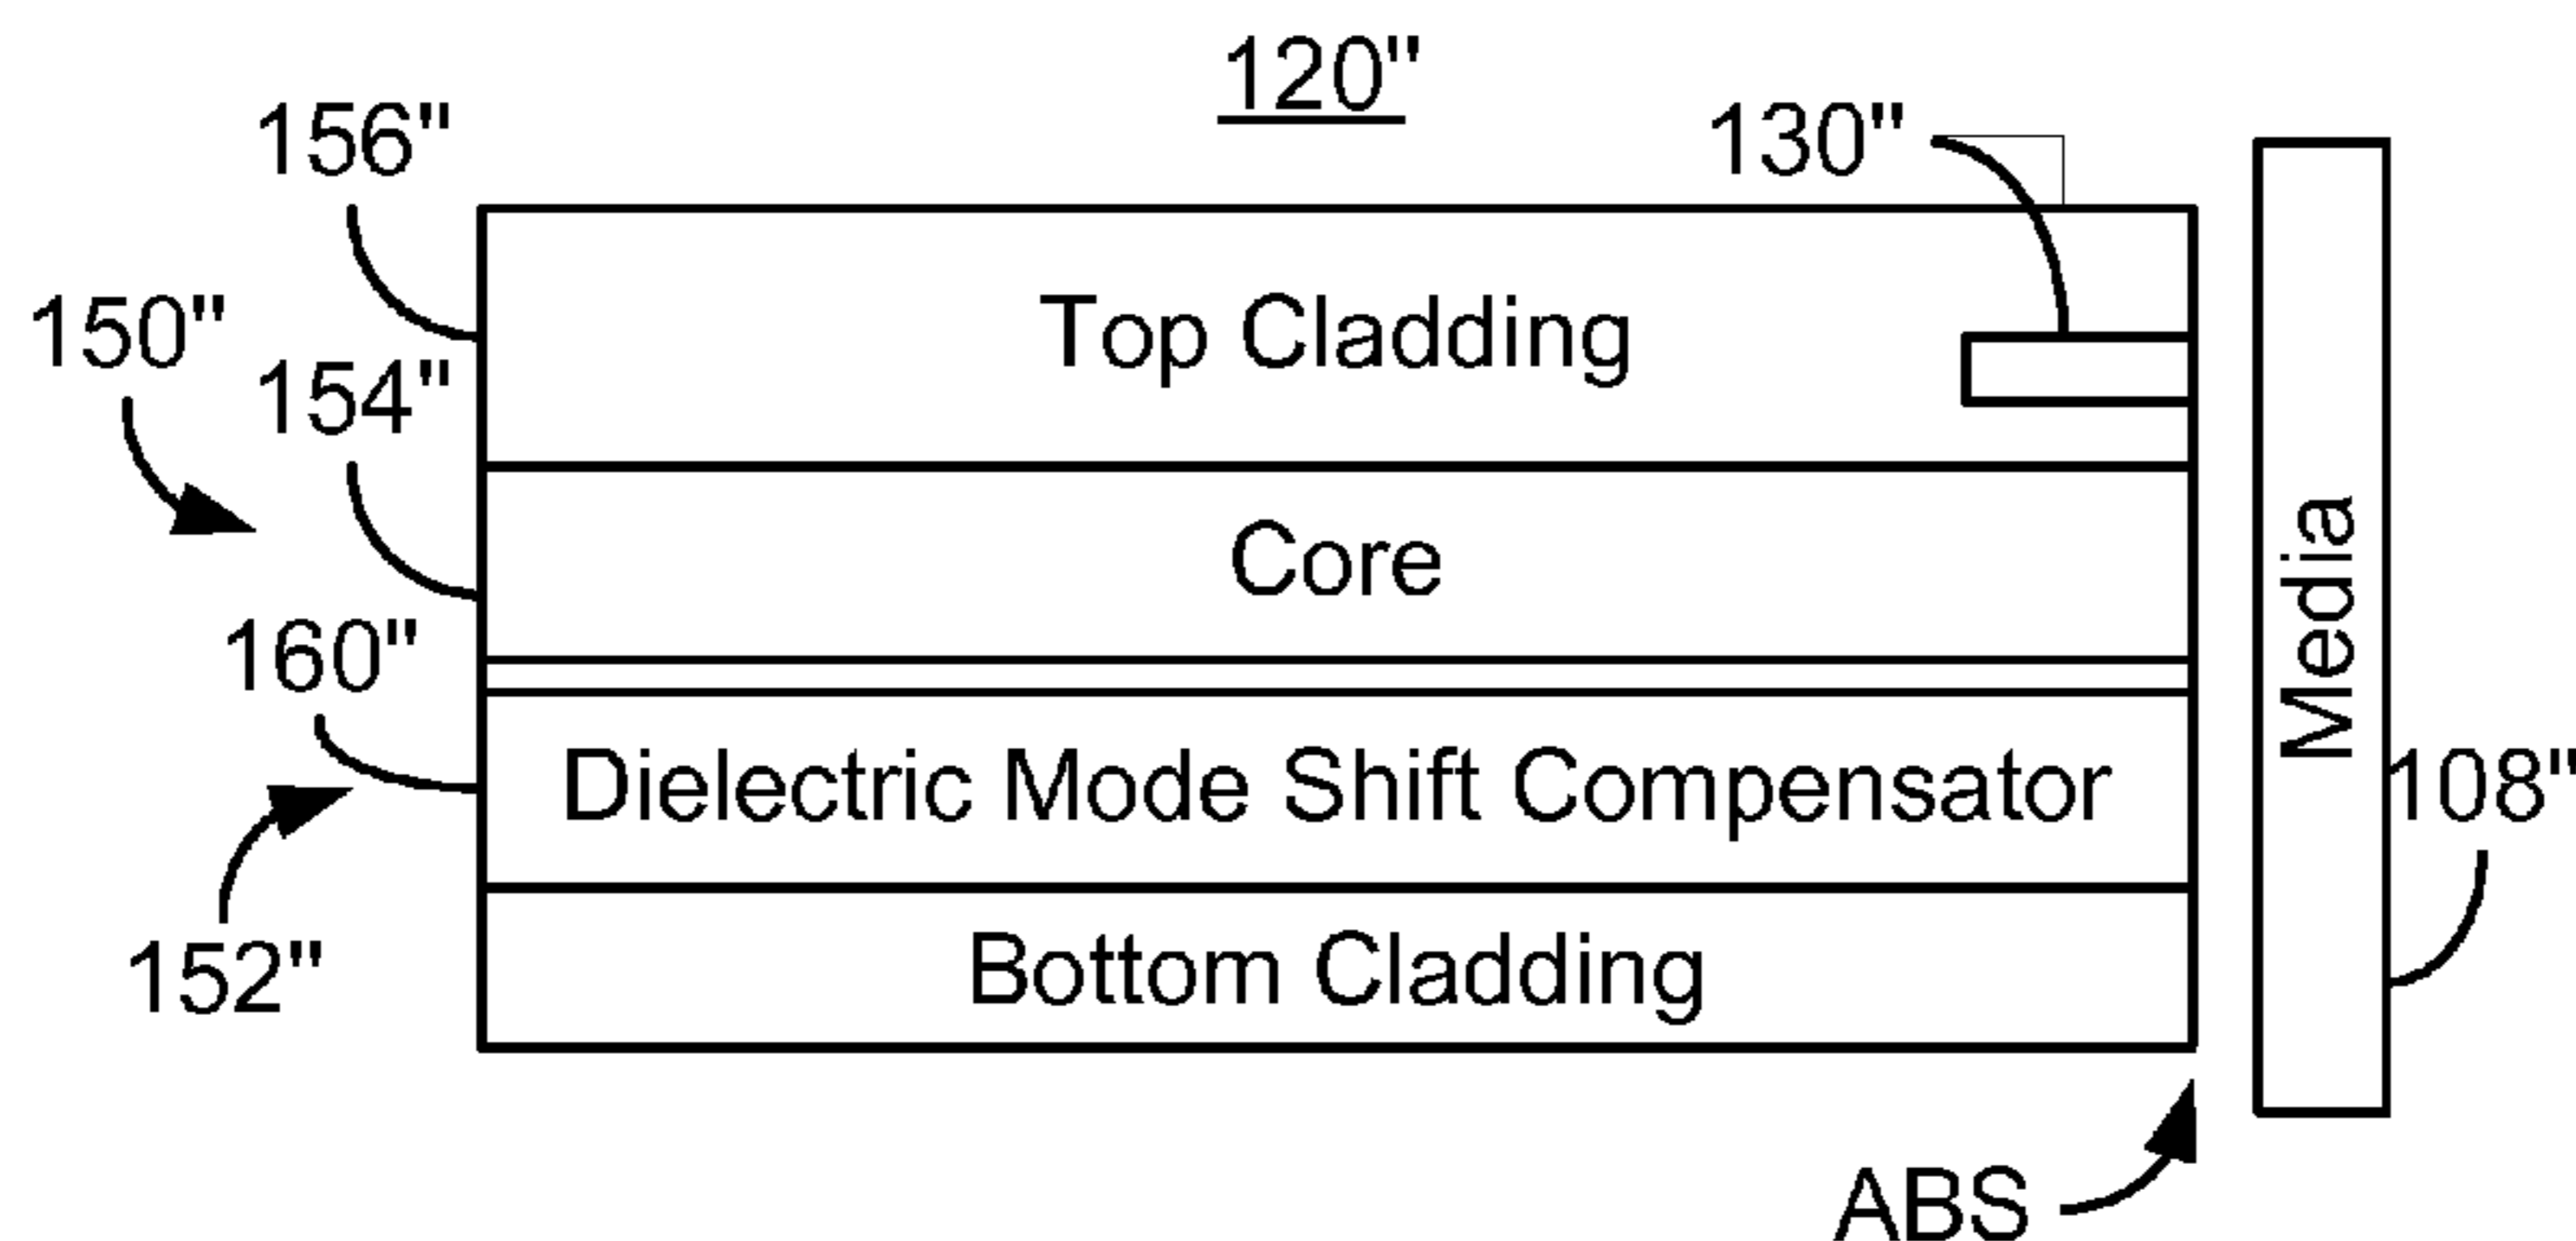 120"
156"
130"
150"
Top Cladding
154"
Core
Media
160"
Dielectric Mode Shift Compensator
108"
152"
Bottom Cladding
ABS